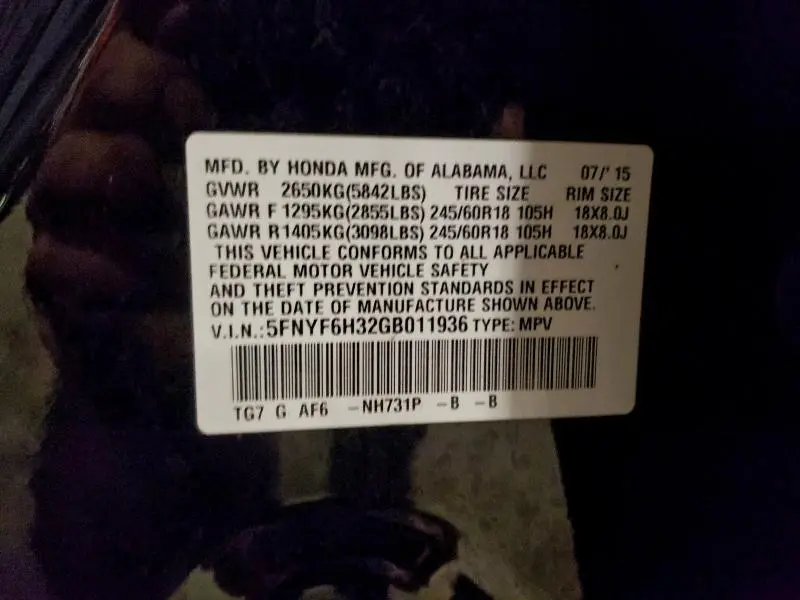 MFD. BY HONDA MFG. OF ALABAMA, LLC 07/' 15
GVWR 2650KG(5842LBS) TIRE SIZE RIM SIZE
GAWR F 1295KG(2855LBS) 245/60R18 105H 18X8.0J
GAWR R 1405KG(3098LBS) 245/60R18 105H 18X8.0J
THIS VEHICLE CONFORMS TO ALL APPLICABLE
FEDERAL MOTOR VEHICLE SAFETY
AND THEFT PREVENTION STANDARDS IN EFFECT
ON THE DATE OF MANUFACTURE SHOWN ABOVE.
V.I.N.:5FNYF6H32GB011936 TYPE: MPV
TG7 G AF6 -NH731P -B -B